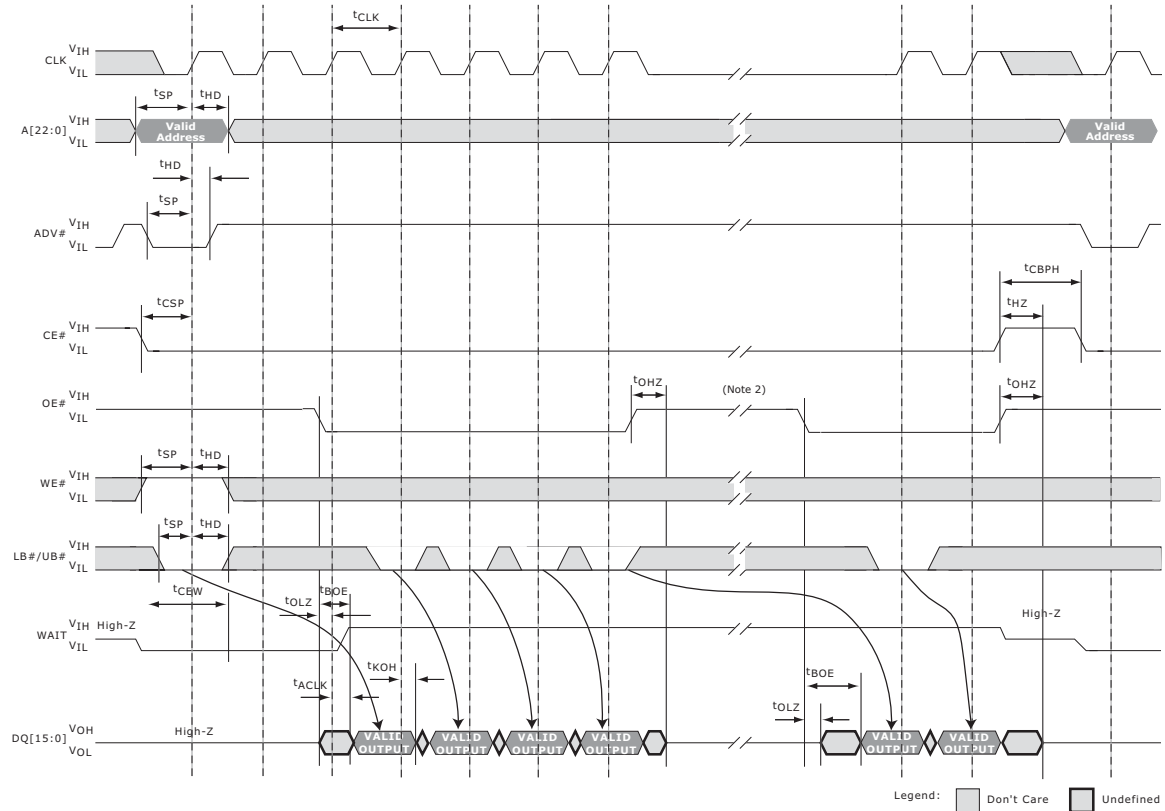 tCLK
CLK VIH
VIL
tSP tHD
A[22:0] VIH
VIL
Valid
Address
Valid
Address
tHD
tSP
ADV# VIH
VIL
tCBPH
tCSP
tHZ
CE# VIH
VIL
tOHZ
(Note 2)
tOHZ
OE# VIH
VIL
tSP tHD
WE# VIH
VIL
tSP tHD
LB#/UB# VIH
VIL
tCEW
tOLZ
tBOE
WAIT VIH
VIL
High-Z
High-Z
tKOH
tACLK
tBOE
tOLZ
DQ[15:0] VOH
VOL
High-Z
VALID
OUTPUT
VALID
OUTPUT
VALID
OUTPUT
VALID
OUTPUT
VALID
OUTPUT
VALID
OUTPUT
Legend: Don't Care Undefined